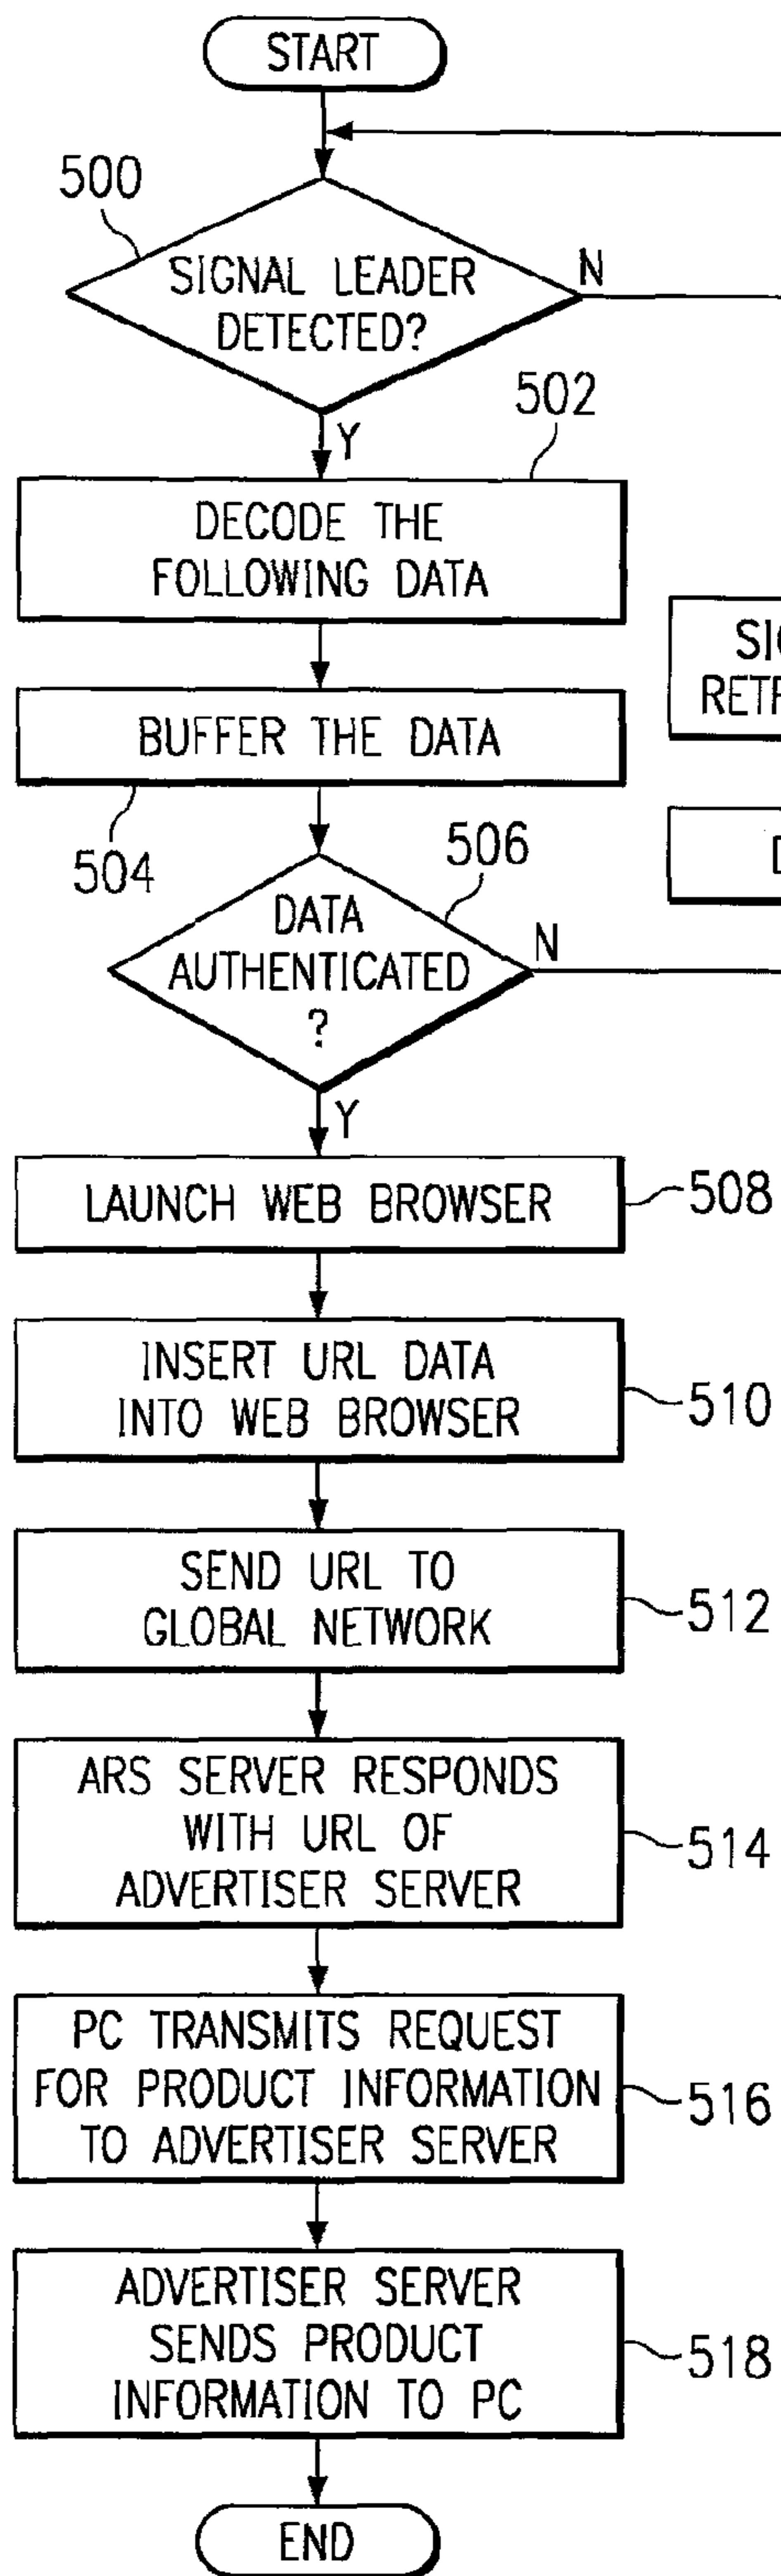 START
500
SIGNAL LEADER
DETECTED?
N
Y
502
DECODE THE
FOLLOWING DATA
BUFFER THE DATA
504
506
DATA
AUTHENTICATED
?
N
Y
LAUNCH WEB BROWSER
508
INSERT URL DATA
INTO WEB BROWSER
510
SEND URL TO
GLOBAL NETWORK
512
ARS SERVER RESPONDS
WITH URL OF
ADVERTISER SERVER
514
PC TRANSMITS REQUEST
FOR PRODUCT INFORMATION
TO ADVERTISER SERVER
516
ADVERTISER SERVER
SENDS PRODUCT
INFORMATION TO PC
518
END